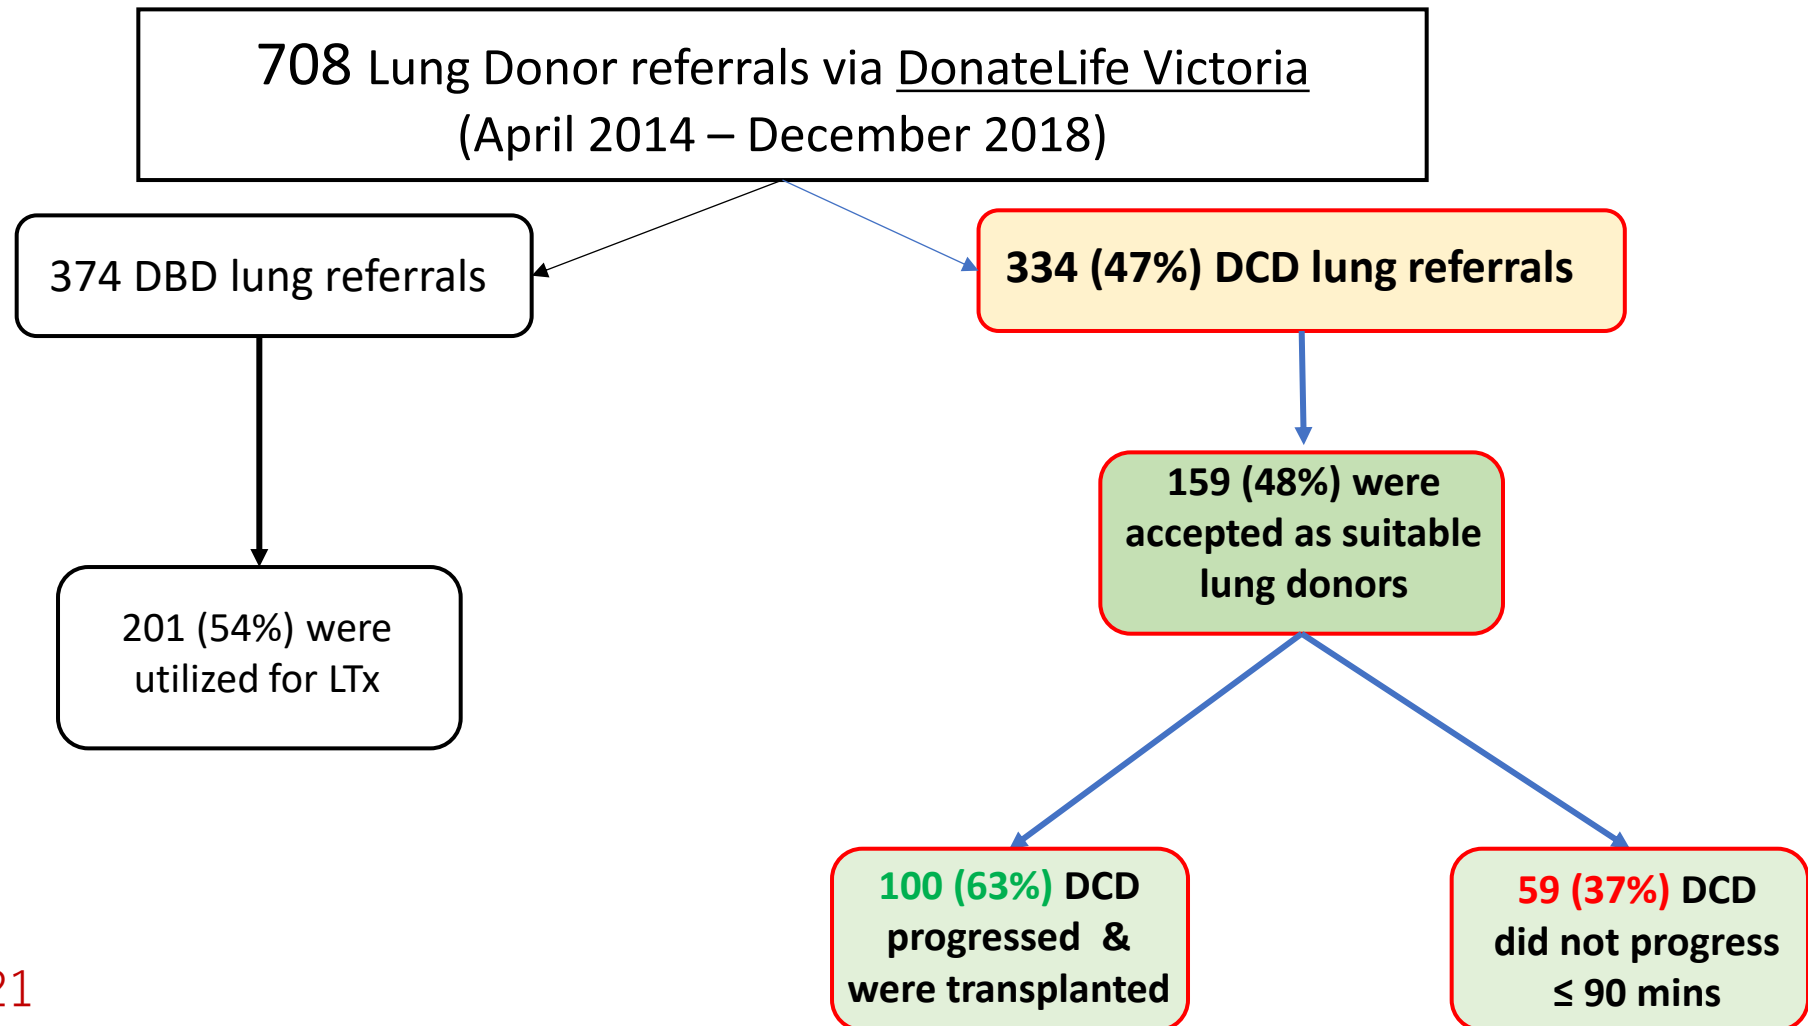 708 Lung Donor referrals via DonateLife Victoria
(April 2014 – December 2018)
374 DBD lung referrals
334 (47%) DCD lung referrals
159 (48%) were
accepted as suitable
lung donors
201 (54%) were
utilized for LTx
100 (63%) DCD
progressed &
were transplanted
59 (37%) DCD
did not progress
≤ 90 mins
21